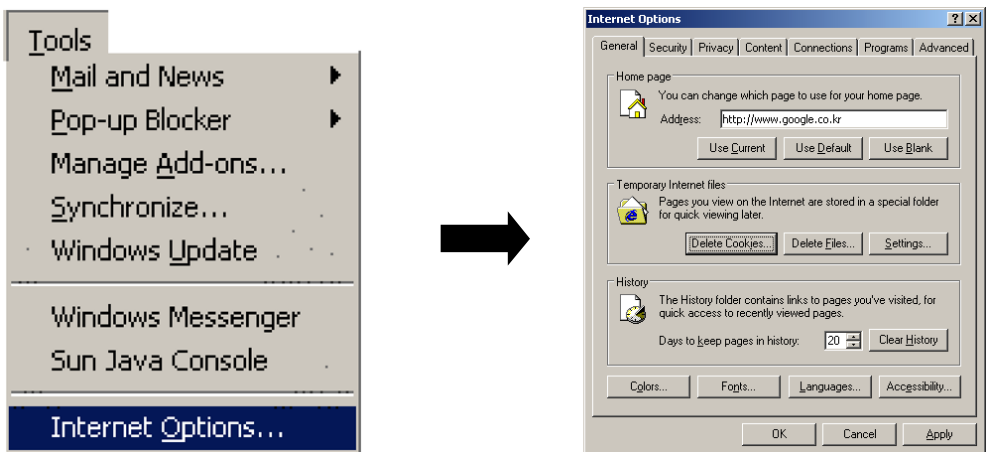 Tools
Mail and News
Pop-up Blocker
Manage Add-ons...
Synchronize...
Windows Update
Windows Messenger
Sun Java Console
Internet Options...
Internet Options
General Security Privacy Content Connections Programs Advanced
Home page
You can change which page to use for your home page.
Address: http://www.google.co.kr
Use Current Use Default Use Blank
Temporary Internet files
Pages you view on the Internet are stored in a special folder
for quick viewing later.
Delete Cookies... Delete Files... Settings...
History
The History folder contains links to pages you've visited, for
quick access to recently viewed pages.
Days to keep pages in history: 20 Clear History
Colors... Fonts... Languages... Accessibility...
OK Cancel Apply